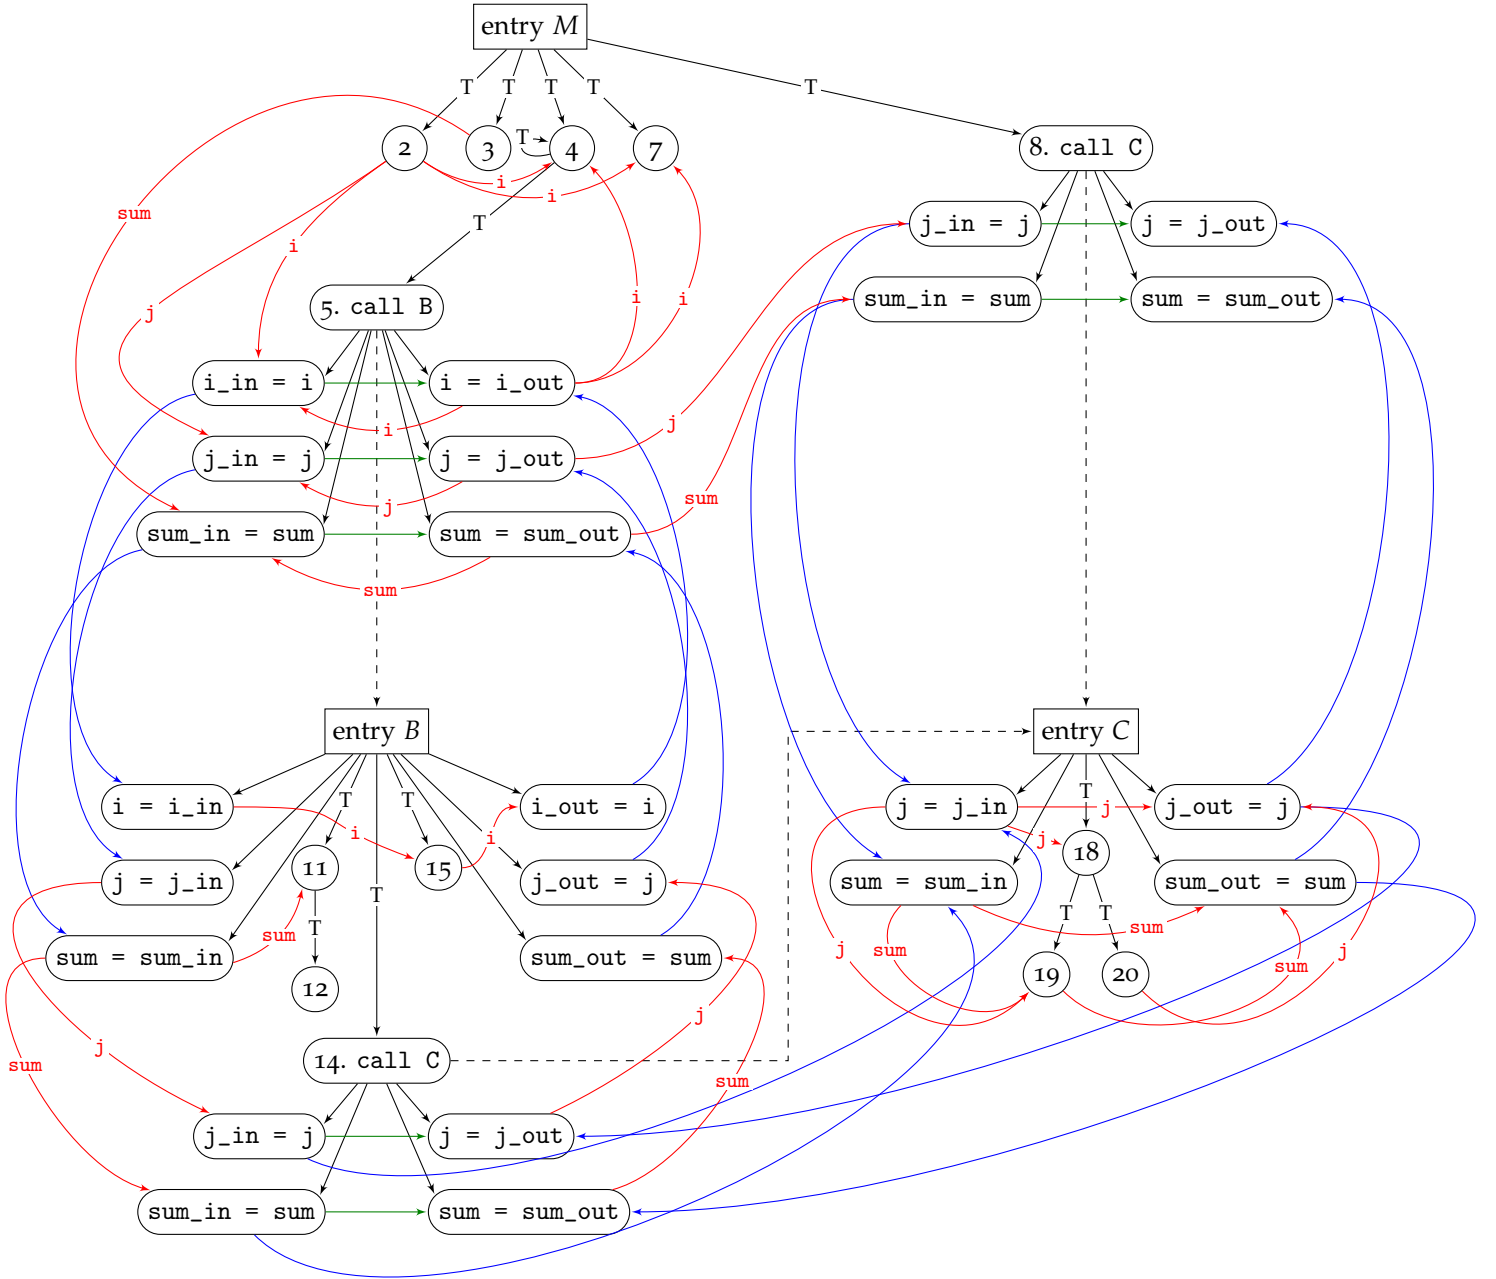 entry M
T T T T T
2 3 4 7 8. call C
T
sum
i
i
j_in = j j = j_out
T
i
j
sum_in = sum sum = sum_out
i
i
5. call B
i_in = i i = i_out
i
j
j_in = j j = j_out
j
sum
sum_in = sum sum = sum_out
sum
entry B entry C
i = i_in T T i_out = i
j = j_in T j j_out = j
i i
j
11 15 18
j = j_in j_out = j
sum = sum_in sum_out = sum
T
T
T T
sum
sum
sum = sum_in sum_out = sum
j sum sum j
12 19 20
j
sum
j
14. call C
sum
j_in = j j = j_out
sum_in = sum sum = sum_out